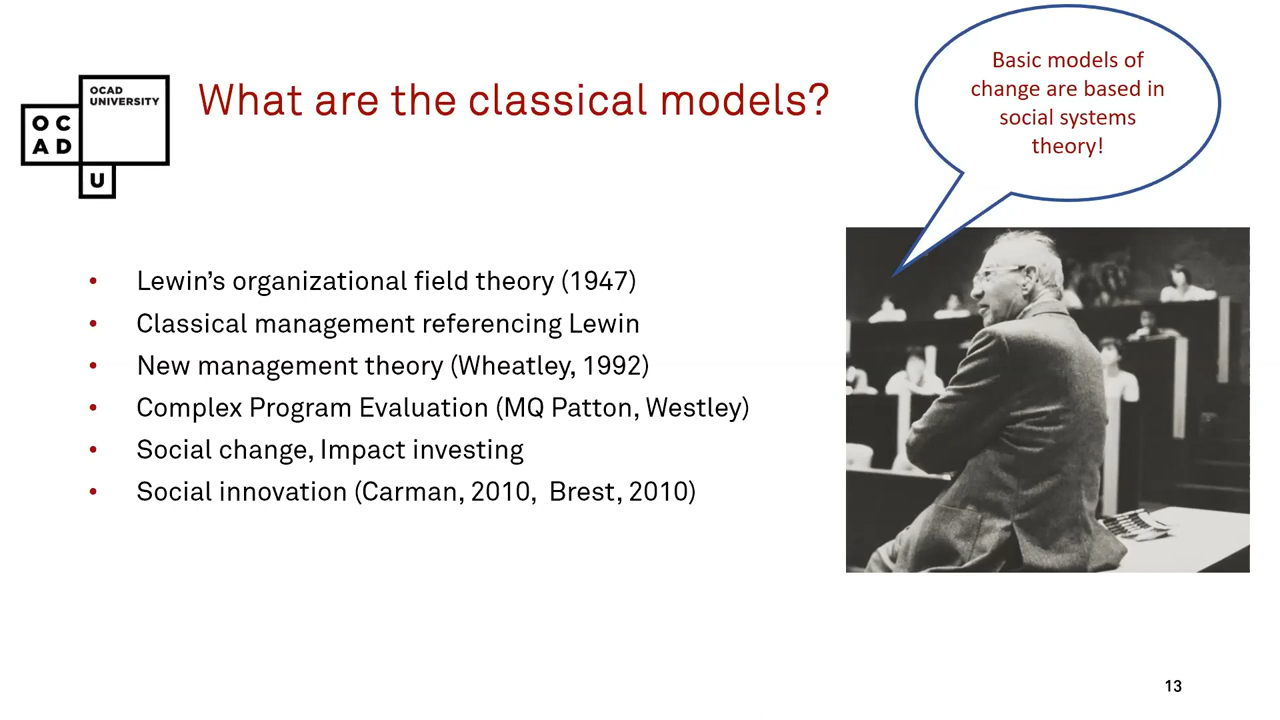 OCAD
UNIVERSITY
OC
AD
U
What are the classical models?
Basic models of
change are based in
social systems
theory!
• Lewin’s organizational field theory (1947)
• Classical management referencing Lewin
• New management theory (Wheatley, 1992)
• Complex Program Evaluation (MQ Patton, Westley)
• Social change, Impact investing
• Social innovation (Carman, 2010,  Brest, 2010)
13